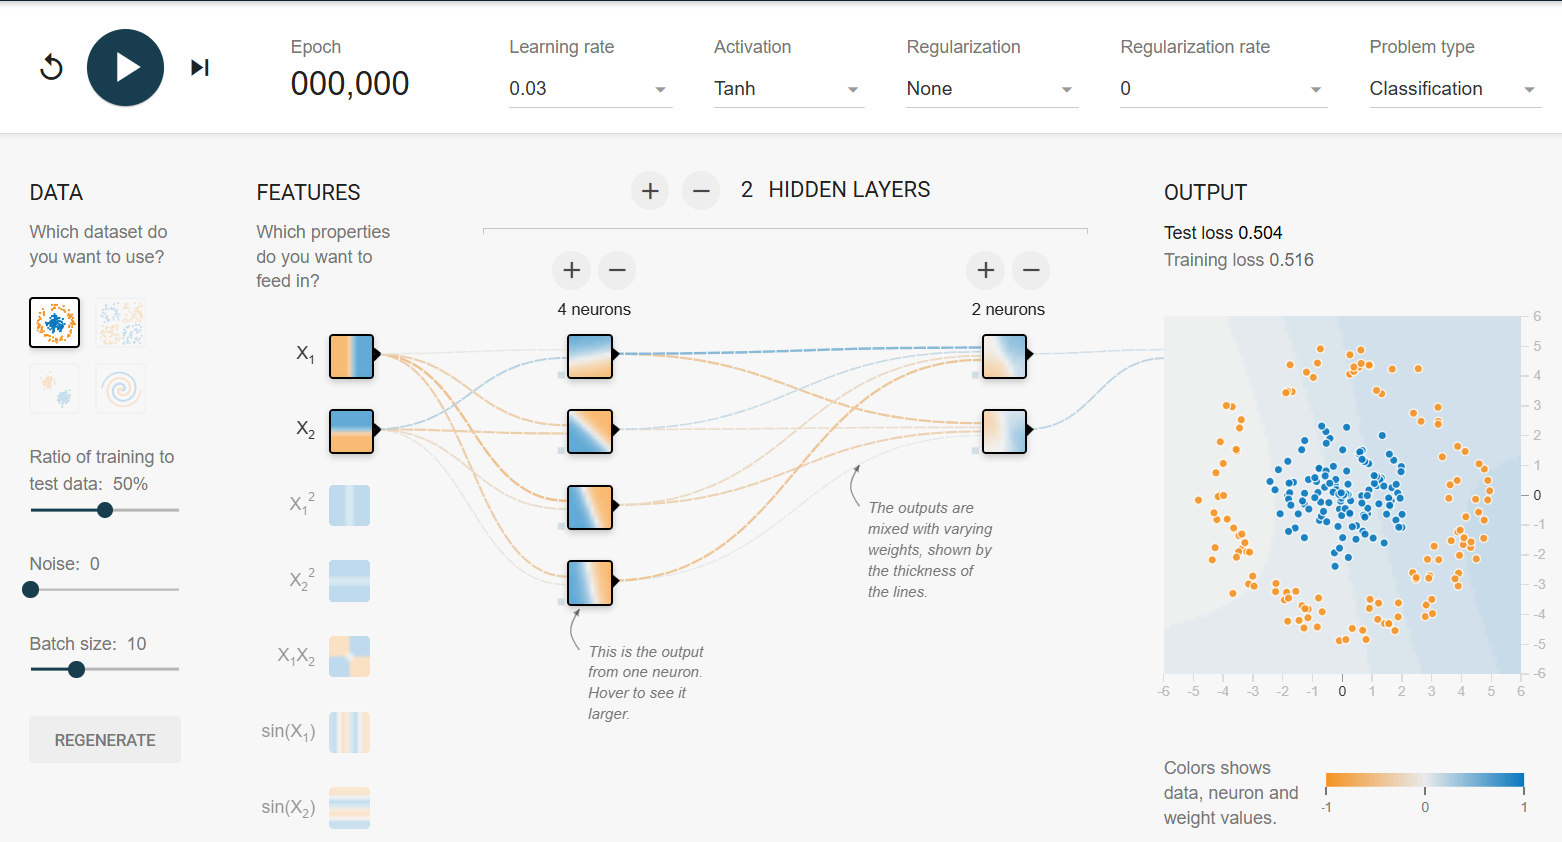 Epoch
000,000
Learning rate
0.03
Activation
Tanh
Regularization
None
Regularization rate
0
Problem type
Classification
DATA
Which dataset do
you want to use?
Ratio of training to
test data: 50%
Noise: 0
Batch size: 10
REGENERATE
FEATURES
Which properties
do you want to
feed in?
X1
X2
X1²
X2²
X1X2
sin(X1)
sin(X2)
+ − 2 HIDDEN LAYERS
+ −
4 neurons
+ −
2 neurons
The outputs are
mixed with varying
weights, shown by
the thickness of
the lines.
This is the output
from one neuron.
Hover to see it
larger.
OUTPUT
Test loss 0.504
Training loss 0.516
6
5
4
3
2
1
0
-1
-2
-3
-4
-5
-6
-6 -5 -4 -3 -2 -1 0 1 2 3 4 5 6
Colors shows
data, neuron and
weight values.
-1 0 1